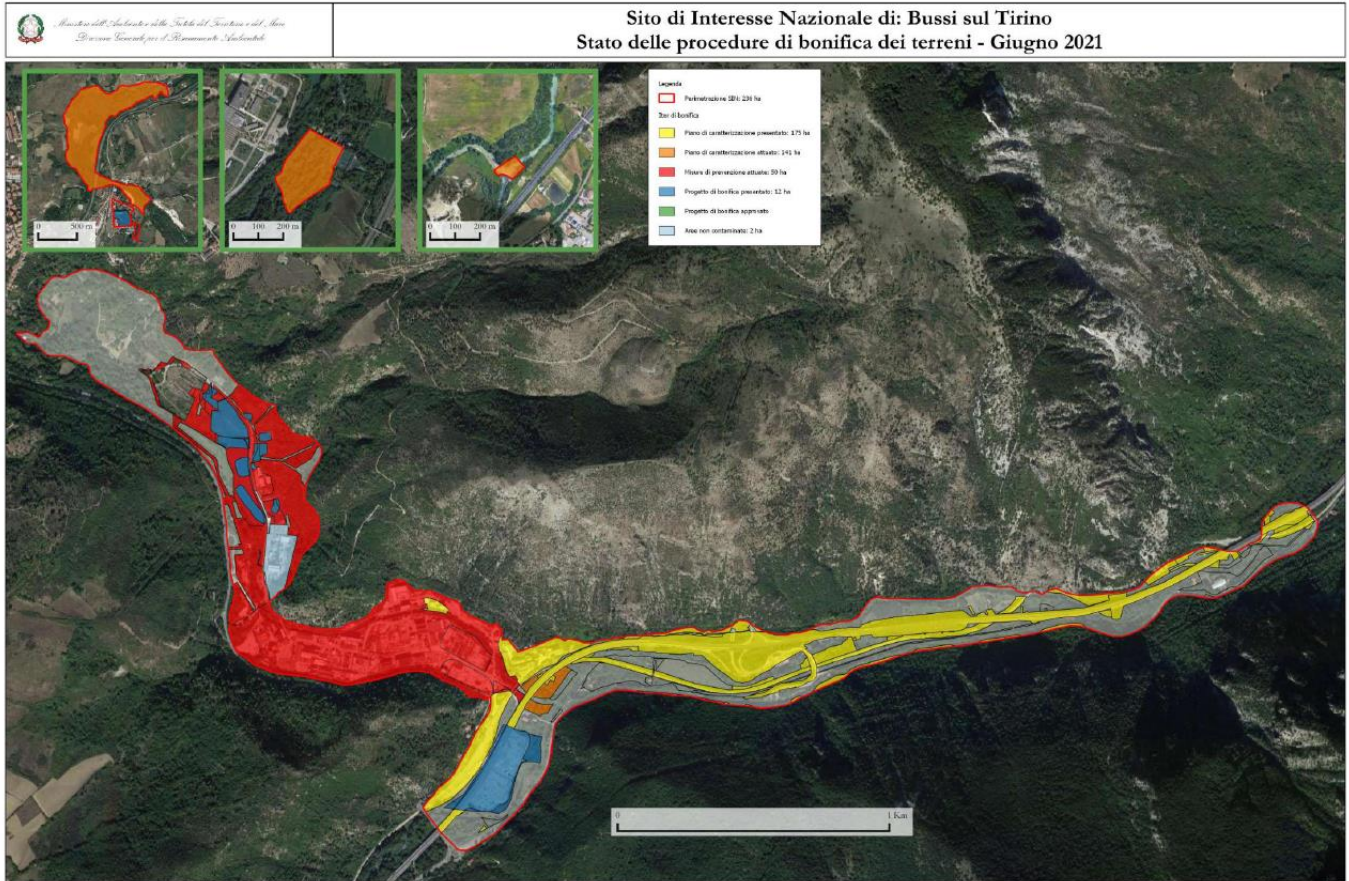 Ministero dell'Ambiente e della Tutela del Territorio e del Mare
Direzione Generale per il Risanamento Ambientale
Sito di Interesse Nazionale di: Bussi sul Tirino
Stato delle procedure di bonifica dei terreni - Giugno 2021
0 500 m
0 100 200 m
0 100 200 m
Legenda
Perimetrazione SIN: 236 ha
Iter di bonifica
Piano di caratterizzazione presentato: 175 ha
Piano di caratterizzazione attuato: 141 ha
Misure di prevenzione attuate: 50 ha
Progetto di bonifica presentato: 12 ha
Progetto di bonifica approvato
Aree non contaminate: 2 ha
0 1 Km